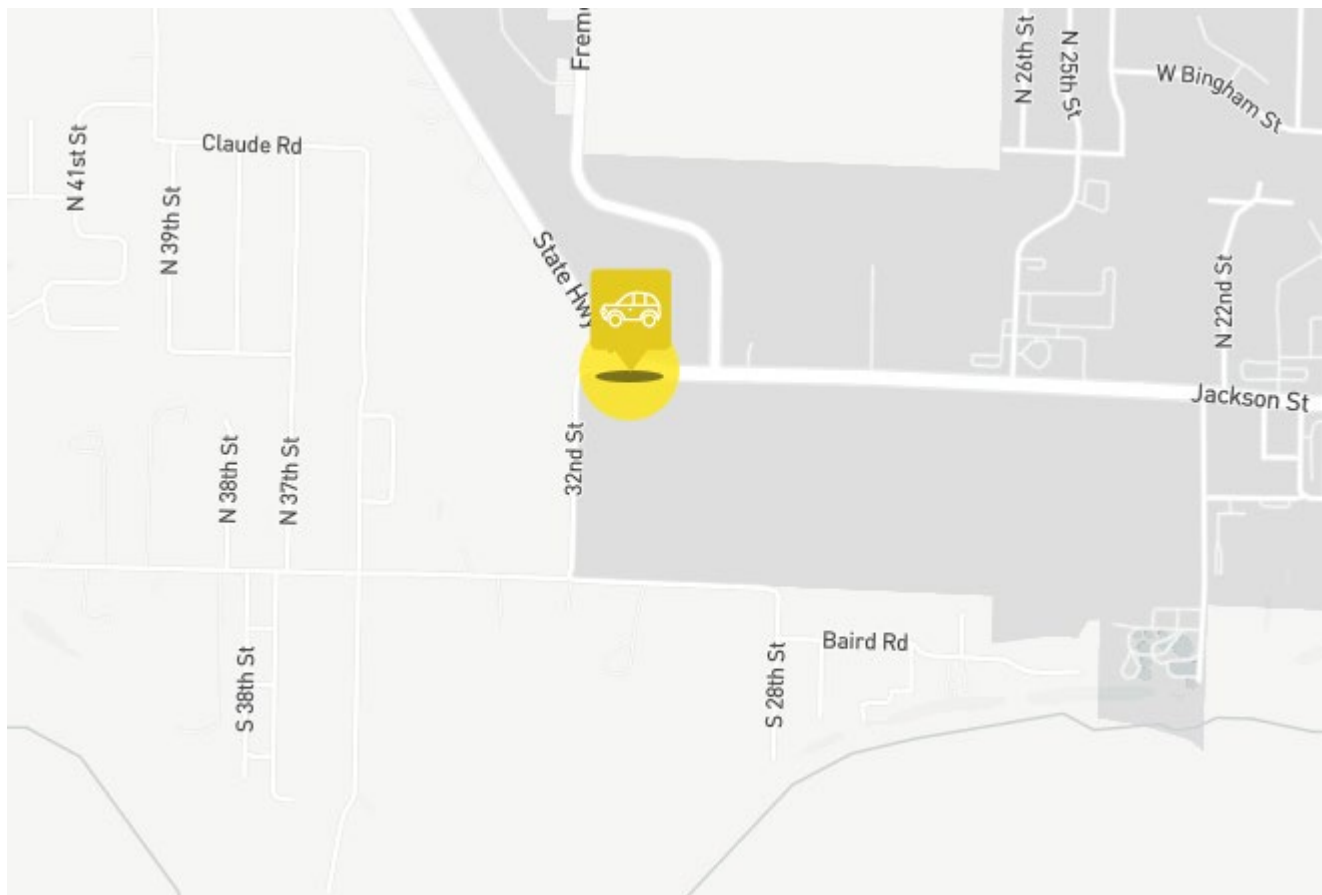 Frem
N 26th St
N 25th St
W Bingham St
N 41st St
Claude Rd
N 39th St
State Hwy
N 22nd St
Jackson St
32nd St
N 38th St
N 37th St
Baird Rd
S 38th St
S 28th St